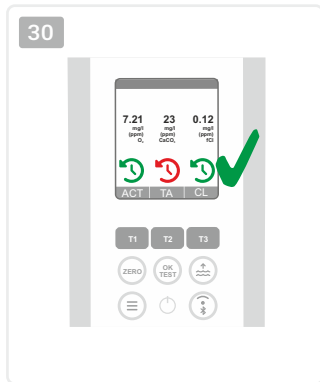 30
7.21 23 0.12
mg/l mg/l mg/l
(ppm) (ppm) (ppm)
O₂ CaCO₃ fCl
ACT TA CL
T1 T2 T3
ZERO OK TEST